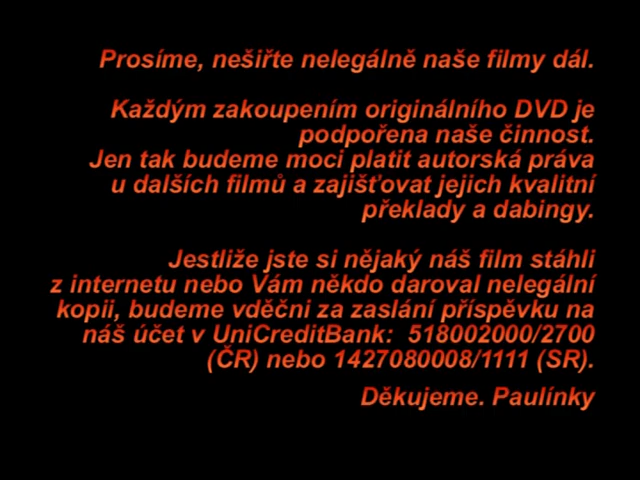 Prosíme, nešiřte nelegálně naše filmy dál.
Každým zakoupením originálního DVD je
podpořena naše činnost.
Jen tak budeme moci platit autorská práva
u dalších filmů a zajišťovat jejich kvalitní
překlady a dabingy.
Jestliže jste si nějaký náš film stáhli
z internetu nebo Vám někdo daroval nelegální
kopii, budeme vděčni za zaslání příspěvku na
náš účet v UniCreditBank: 518002000/2700
(ČR) nebo 1427080008/1111 (SR).
Děkujeme. Paulínky